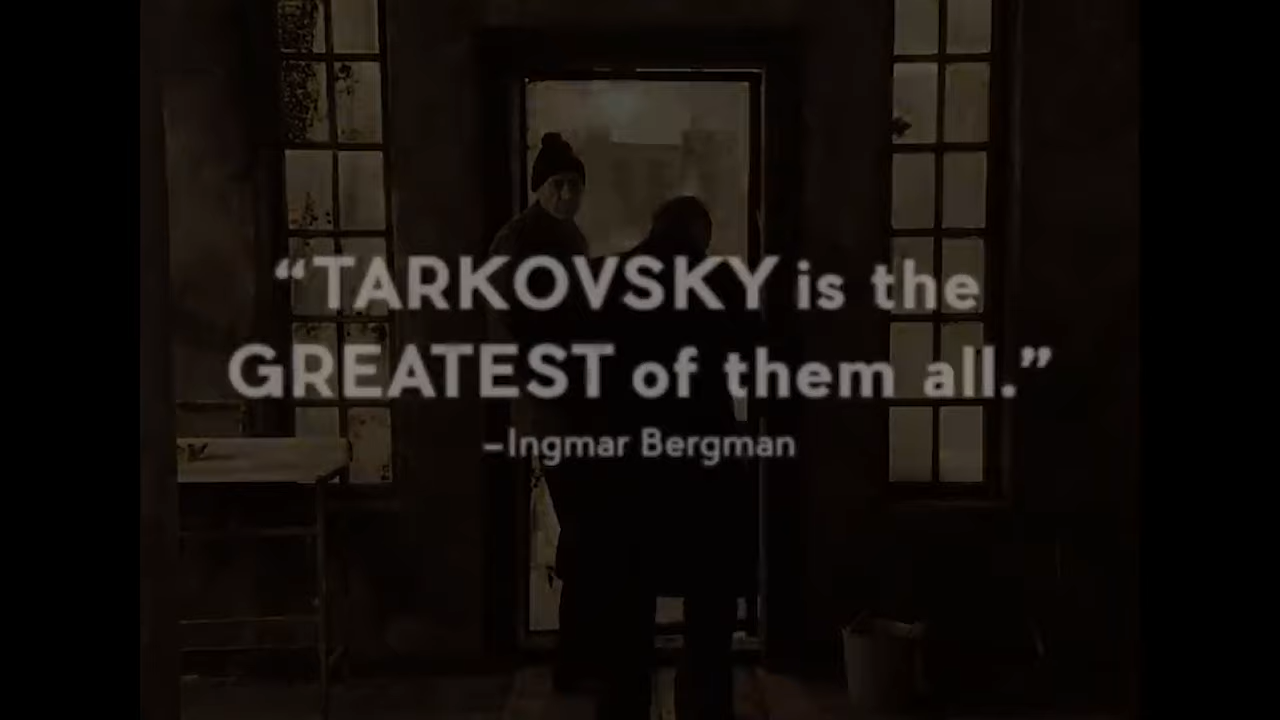 “TARKOVSKY is the
GREATEST of them all.”
–Ingmar Bergman